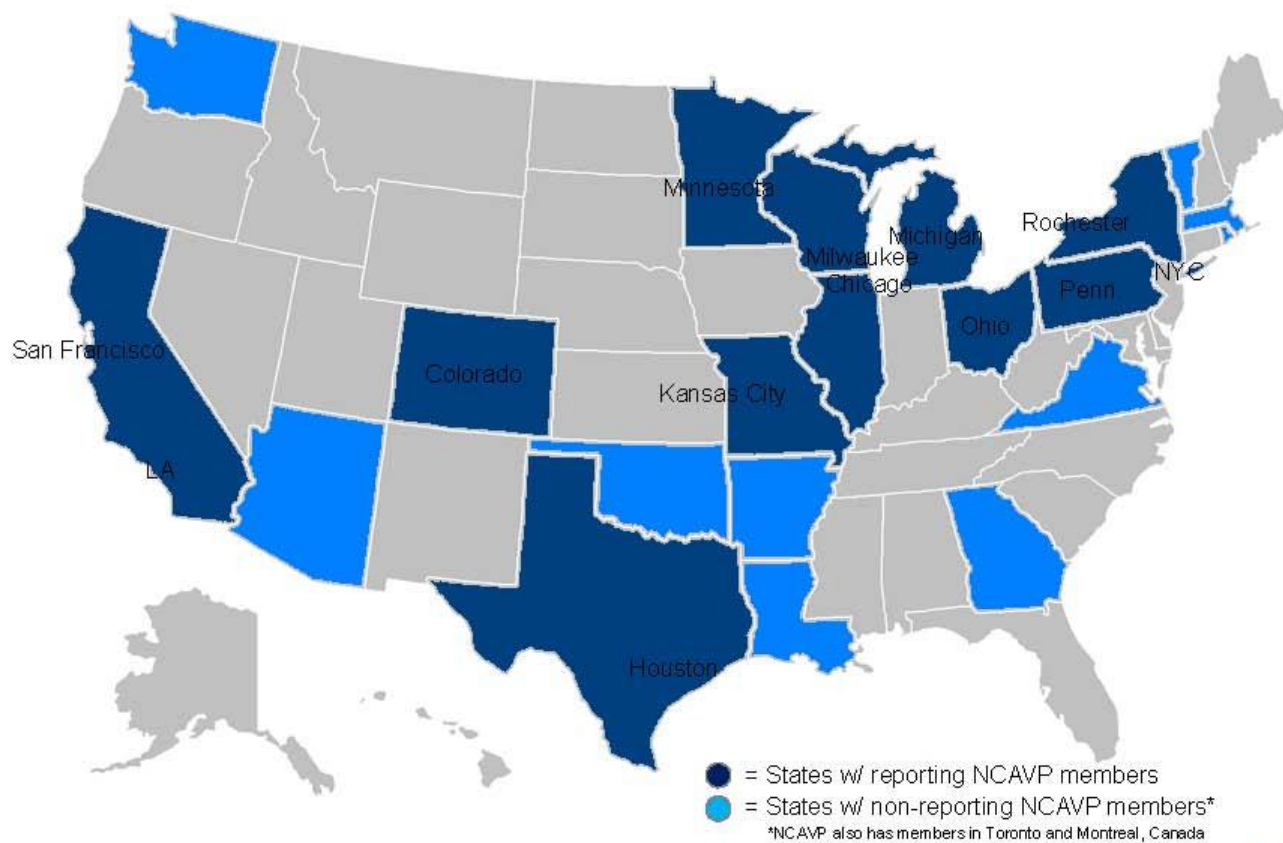 Minnesota
Rochester
Michigan
Milwaukee
NYC
Chicago
Penn.
Ohio
San Francisco
Colorado
Kansas City
LA
Houston
= States w/ reporting NCAVP members
= States w/ non-reporting NCAVP members*
*NCAVP also has members in Toronto and Montreal, Canada